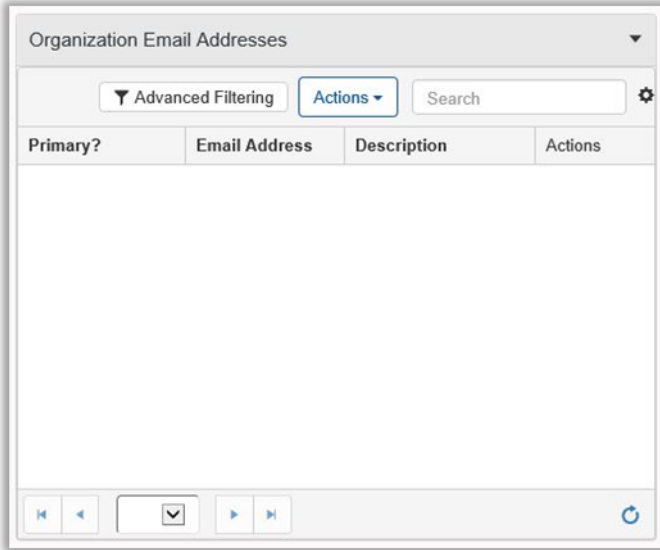 Organization Email Addresses
Advanced Filtering Actions Search
Primary? Email Address Description Actions